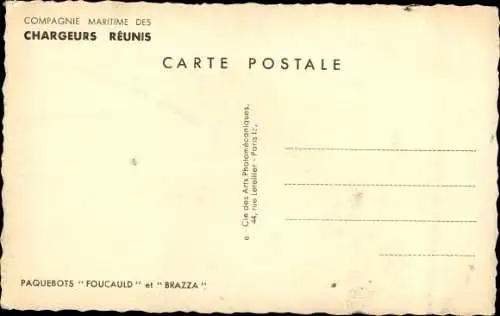 COMPAGNIE MARITIME DES
CHARGEURS RÉUNIS
CARTE POSTALE
Cie des Arts Photomécaniques,
44, rue Letellier - Paris
PAQUEBOTS "FOUCAULD" et "BRAZZA"